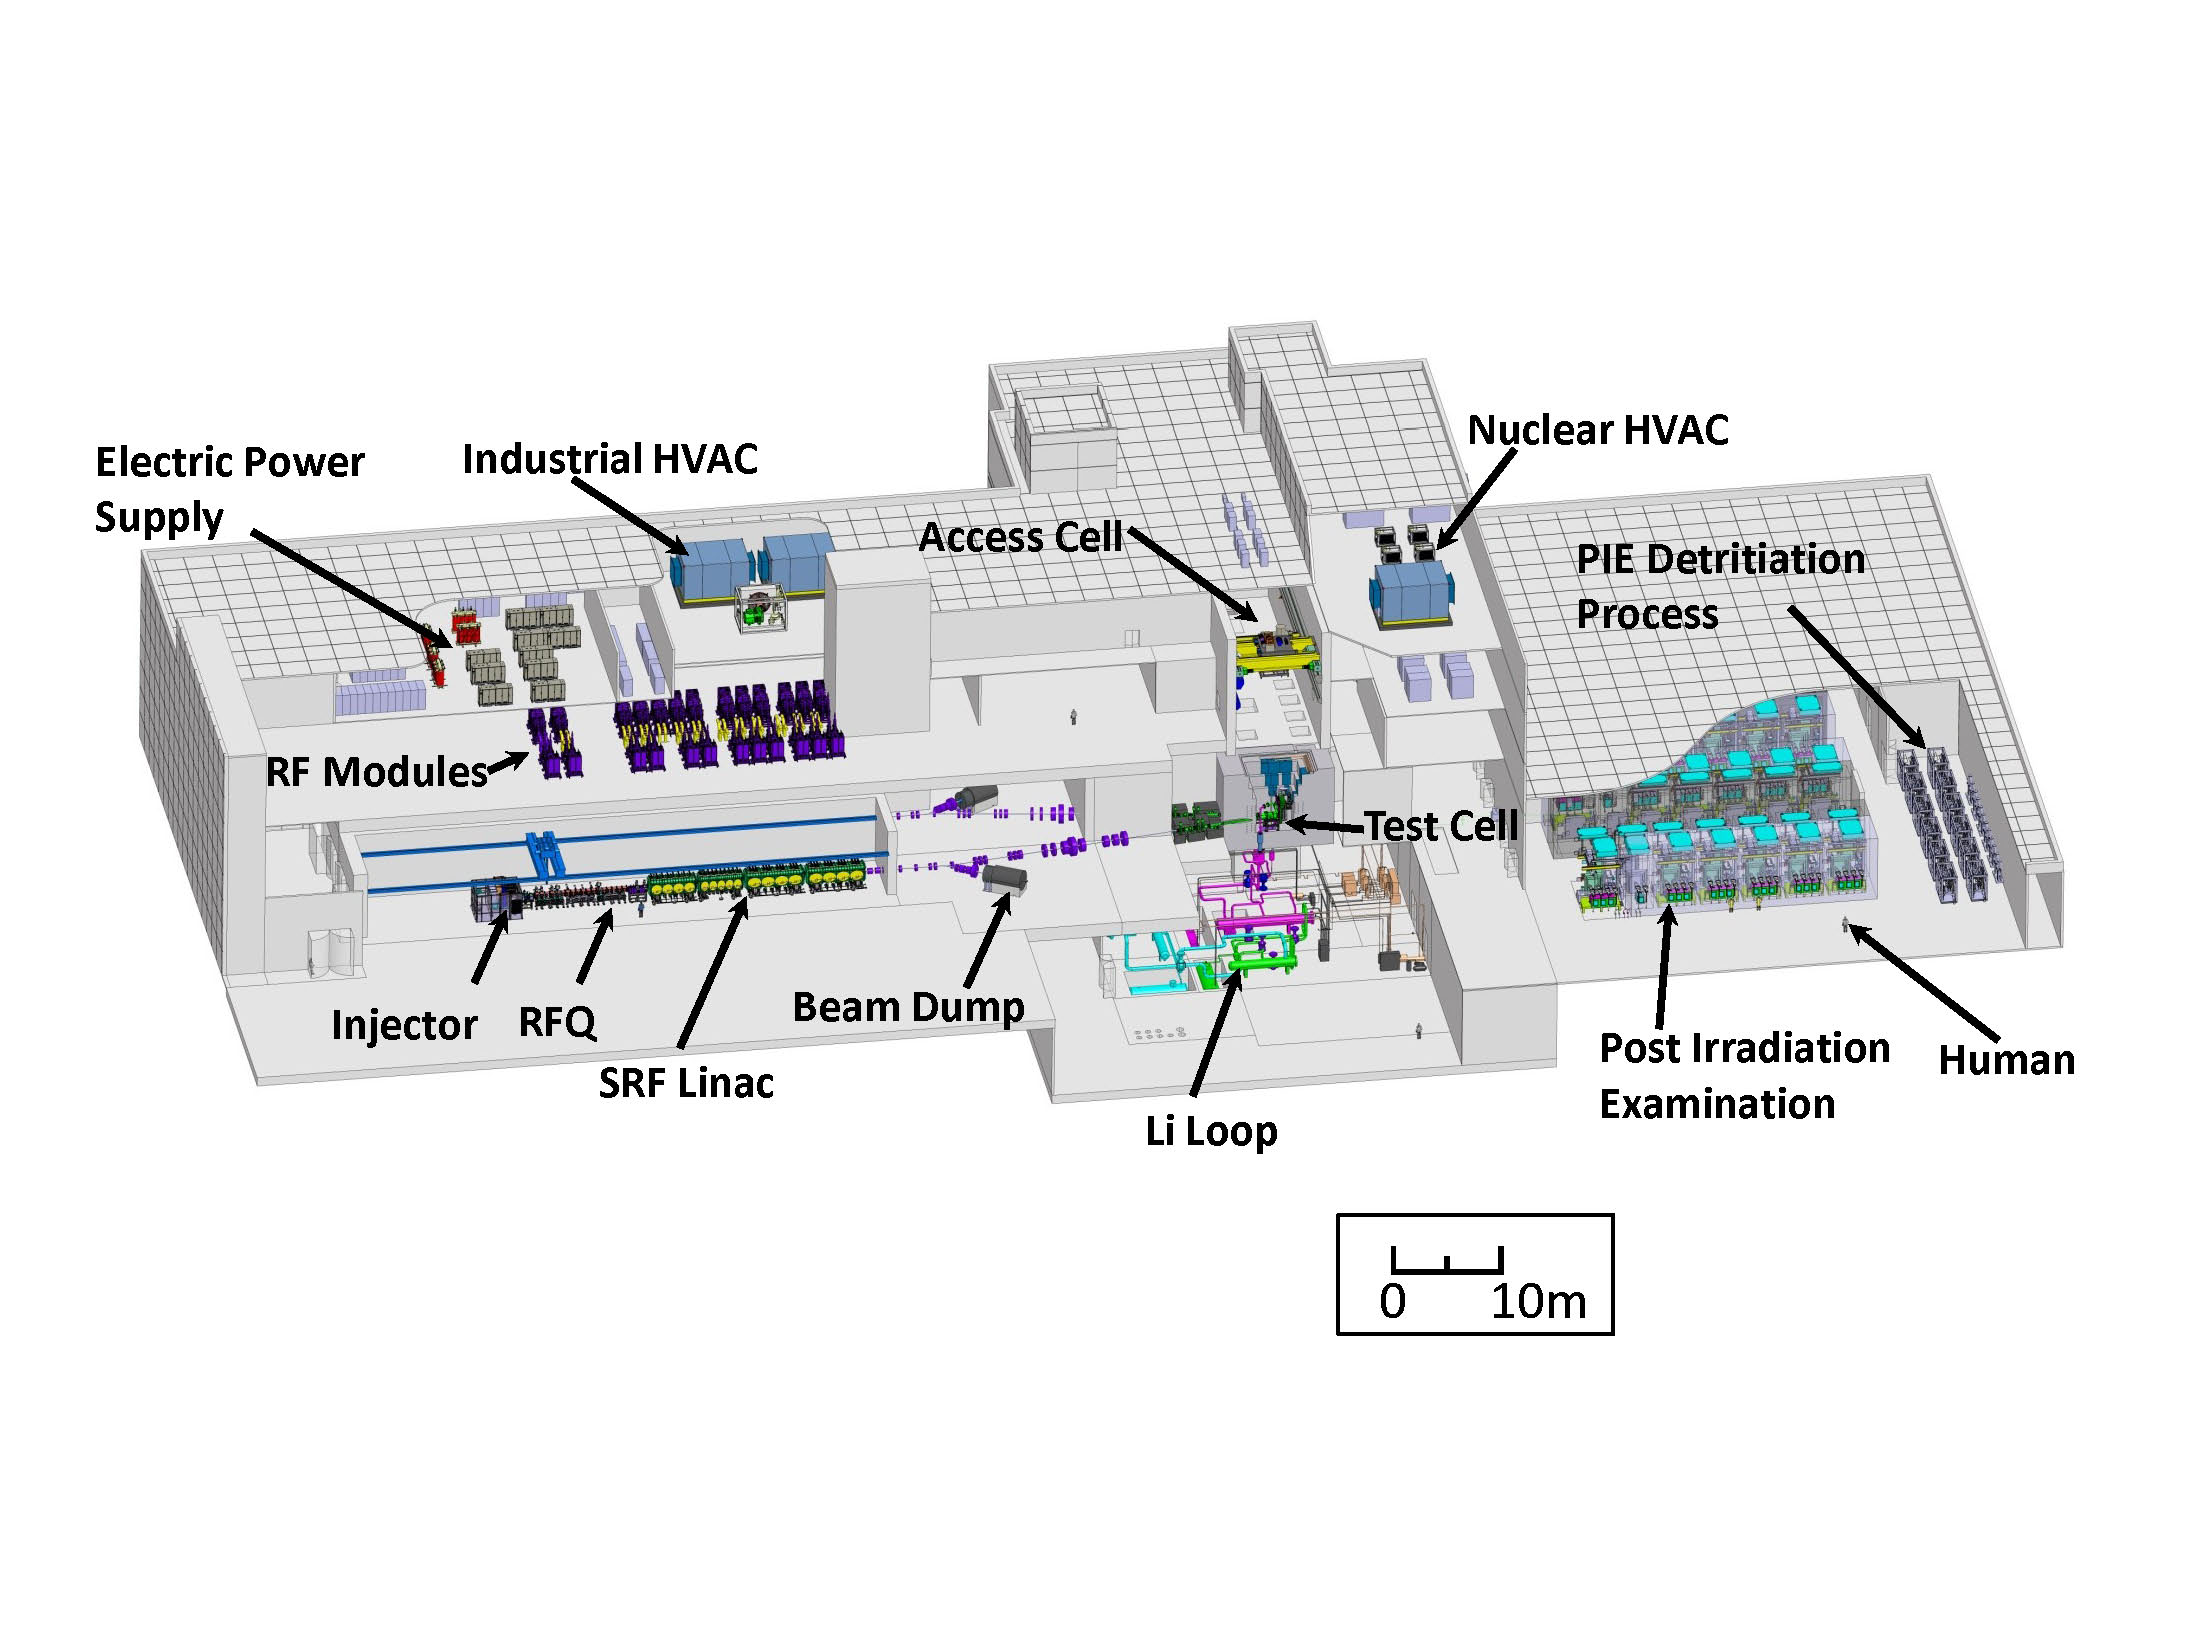 Electric Power
Supply
Industrial HVAC
Nuclear HVAC
Access Cell
PIE Detritiation
Process
RF Modules
Test Cell
Injector
RFQ
SRF Linac
Beam Dump
Li Loop
Post Irradiation
Examination
Human
0 10m